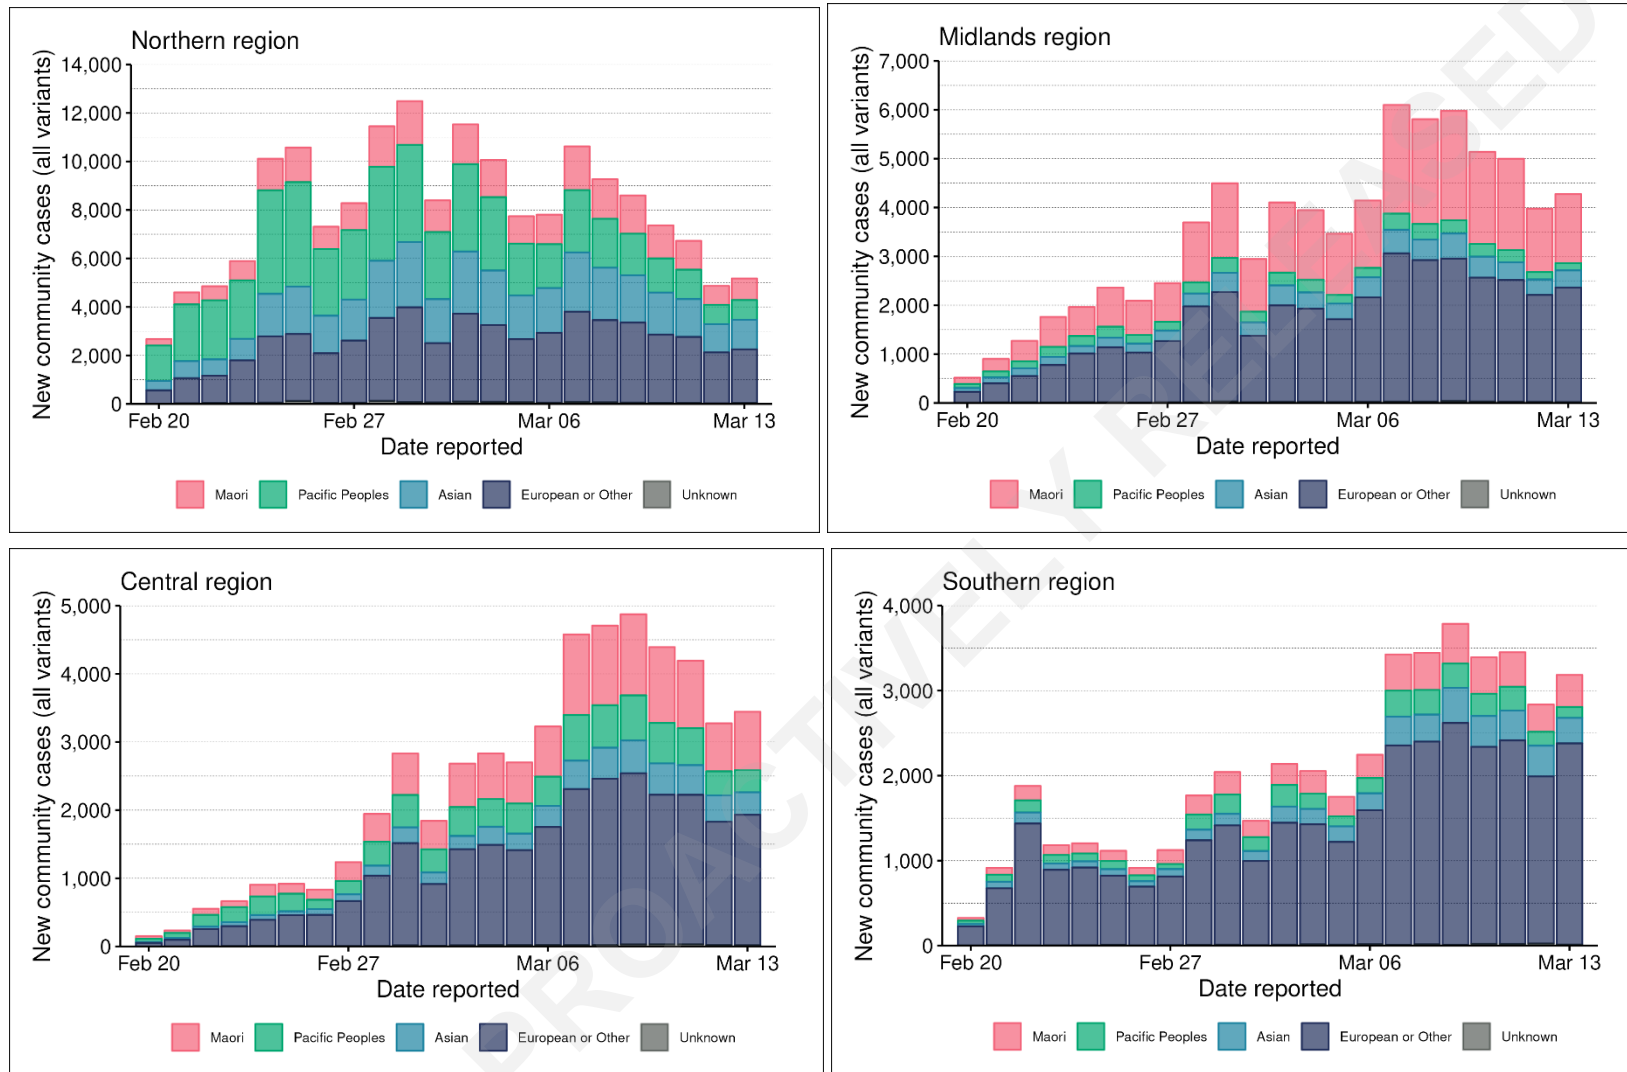 Northern region
New community cases (all variants)
14,000
12,000
10,000
8,000
6,000
4,000
2,000
0
Feb 20 Feb 27 Mar 06 Mar 13
Date reported
Maori Pacific Peoples Asian European or Other Unknown
Midlands region
New community cases (all variants)
7,000
6,000
5,000
4,000
3,000
2,000
1,000
0
Feb 20 Feb 27 Mar 06 Mar 13
Date reported
Maori Pacific Peoples Asian European or Other Unknown
Central region
New community cases (all variants)
5,000
4,000
3,000
2,000
1,000
0
Feb 20 Feb 27 Mar 06 Mar 13
Date reported
Maori Pacific Peoples Asian European or Other Unknown
Southern region
New community cases (all variants)
4,000
3,000
2,000
1,000
0
Feb 20 Feb 27 Mar 06 Mar 13
Date reported
Maori Pacific Peoples Asian European or Other Unknown
PROACTIVELY RELEASED